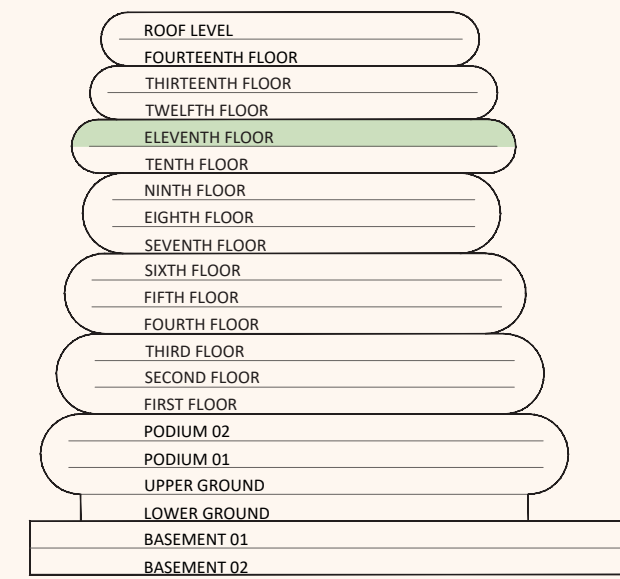 ROOF LEVEL
FOURTEENTH FLOOR
THIRTEENTH FLOOR
TWELFTH FLOOR
ELEVENTH FLOOR
TENTH FLOOR
NINTH FLOOR
EIGHTH FLOOR
SEVENTH FLOOR
SIXTH FLOOR
FIFTH FLOOR
FOURTH FLOOR
THIRD FLOOR
SECOND FLOOR
FIRST FLOOR
PODIUM 02
PODIUM 01
UPPER GROUND
LOWER GROUND
BASEMENT 01
BASEMENT 02